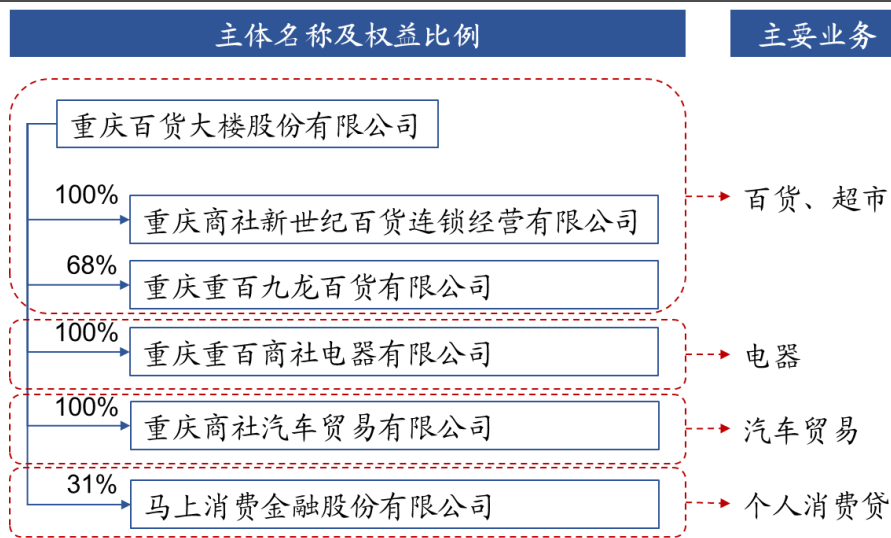 主体名称及权益比例
主要业务
重庆百货大楼股份有限公司
100%
重庆商社新世纪百货连锁经营有限公司
百货、超市
68%
重庆重百九龙百货有限公司
100%
重庆重百商社电器有限公司
电器
100%
重庆商社汽车贸易有限公司
汽车贸易
31%
马上消费金融股份有限公司
个人消费贷